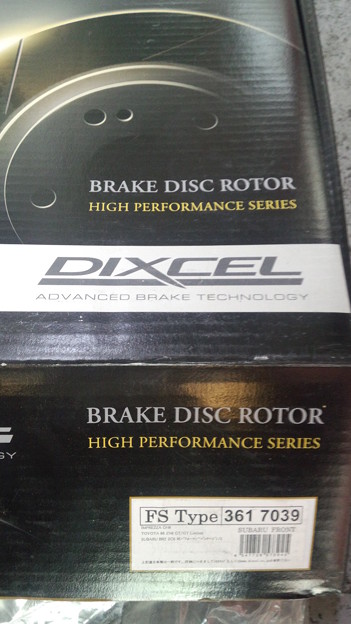 BRAKE DISC ROTOR
HIGH PERFORMANCE SERIES
DIXCEL
ADVANCED BRAKE TECHNOLOGY
BRAKE DISC ROTOR
HIGH PERFORMANCE SERIES
GY
FS Type 361 7039
SUBARU FRONT